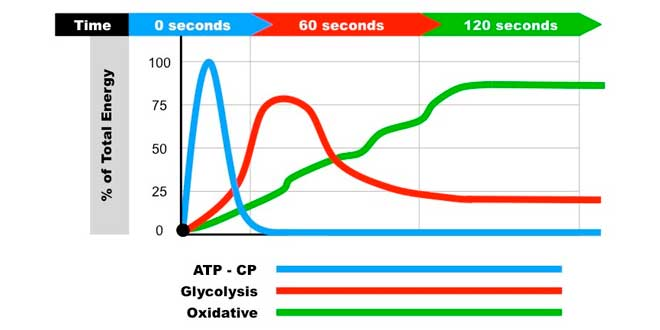 Time 0 seconds 60 seconds 120 seconds
% of Total Energy
100
75
50
25
0
ATP - CP
Glycolysis
Oxidative